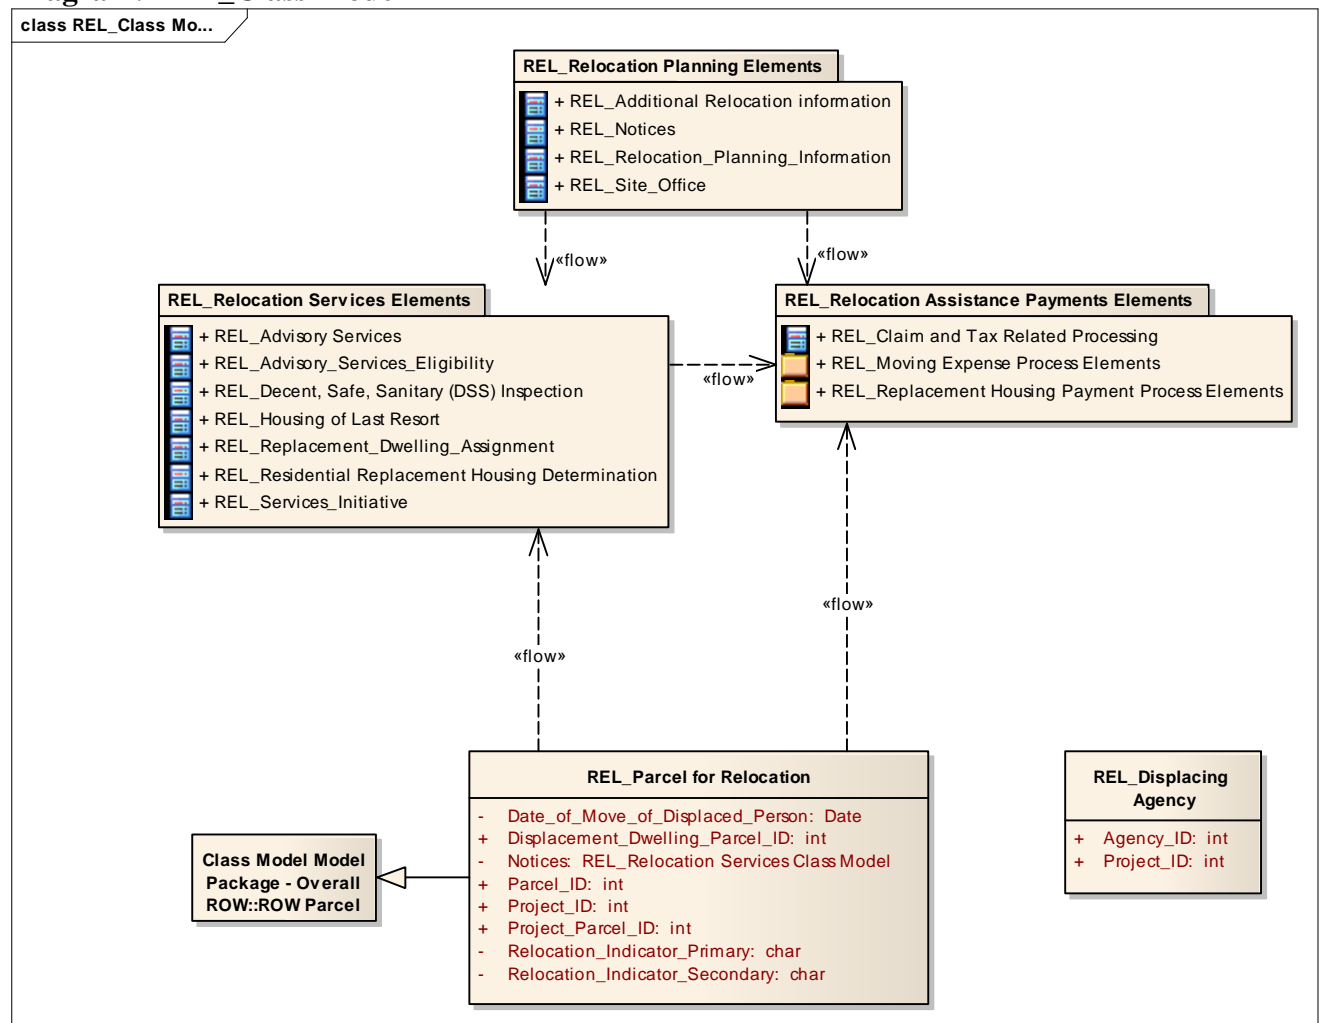 class REL_Class Mo...
REL_Relocation Planning Elements
+ REL_Additional Relocation information
+ REL_Notices
+ REL_Relocation_Planning_Information
+ REL_Site_Office
«flow»
«flow»
REL_Relocation Services Elements
+ REL_Advisory Services
+ REL_Advisory_Services_Eligibility
+ REL_Decent, Safe, Sanitary (DSS) Inspection
+ REL_Housing of Last Resort
+ REL_Replacement_Dwelling_Assignment
+ REL_Residential Replacement Housing Determination
+ REL_Services_Initiative
«flow»
REL_Relocation Assistance Payments Elements
+ REL_Claim and Tax Related Processing
+ REL_Moving Expense Process Elements
+ REL_Replacement Housing Payment Process Elements
«flow»
«flow»
Class Model Model
Package - Overall
ROW::ROW Parcel
REL_Parcel for Relocation
- Date_of_Move_of_Displaced_Person: Date
+ Displacement_Dwelling_Parcel_ID: int
- Notices: REL_Relocation Services Class Model
+ Parcel_ID: int
+ Project_ID: int
+ Project_Parcel_ID: int
- Relocation_Indicator_Primary: char
- Relocation_Indicator_Secondary: char
REL_Displacing
Agency
+ Agency_ID: int
+ Project_ID: int